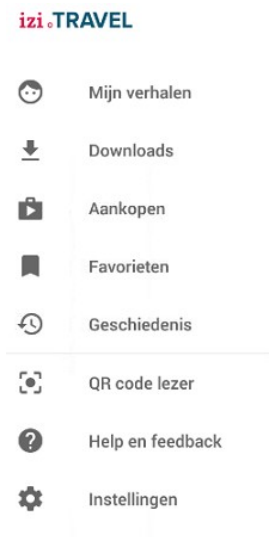 izi.TRAVEL
Mijn verhalen
Downloads
Aankopen
Favorieten
Geschiedenis
QR code lezer
Help en feedback
Instellingen